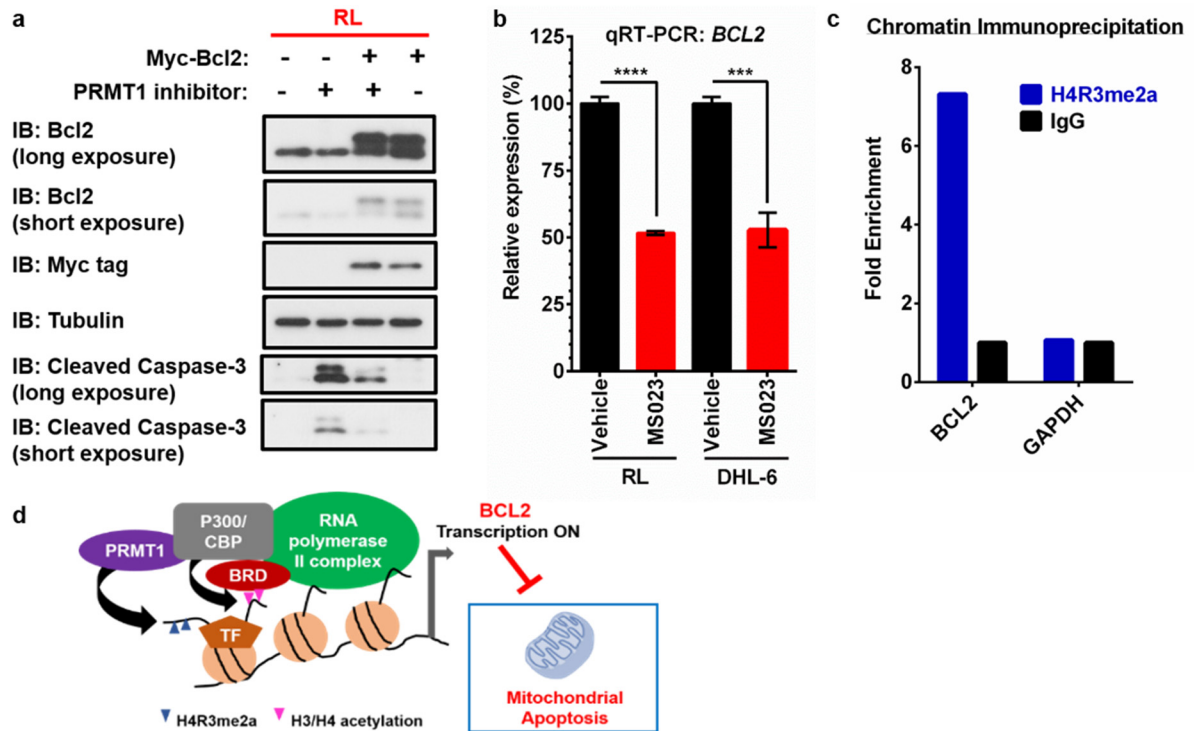 a
RL
Myc-Bcl2: - - + +
PRMT1 inhibitor: - + + -
IB: Bcl2
(long exposure)
IB: Bcl2
(short exposure)
IB: Myc tag
IB: Tubulin
IB: Cleaved Caspase-3
(long exposure)
IB: Cleaved Caspase-3
(short exposure)
b
qRT-PCR: BCL2
Relative expression (%)
125
100
75
50
25
0
****
***
Vehicle
MS023
Vehicle
MS023
RL
DHL-6
c
Chromatin Immunoprecipitation
Fold Enrichment
8
6
4
2
0
H4R3me2a
IgG
BCL2
GAPDH
d
PRMT1
P300/
CBP
RNA
polymerase
II complex
BRD
TF
BCL2
Transcription ON
Mitochondrial
Apoptosis
H4R3me2a
H3/H4 acetylation